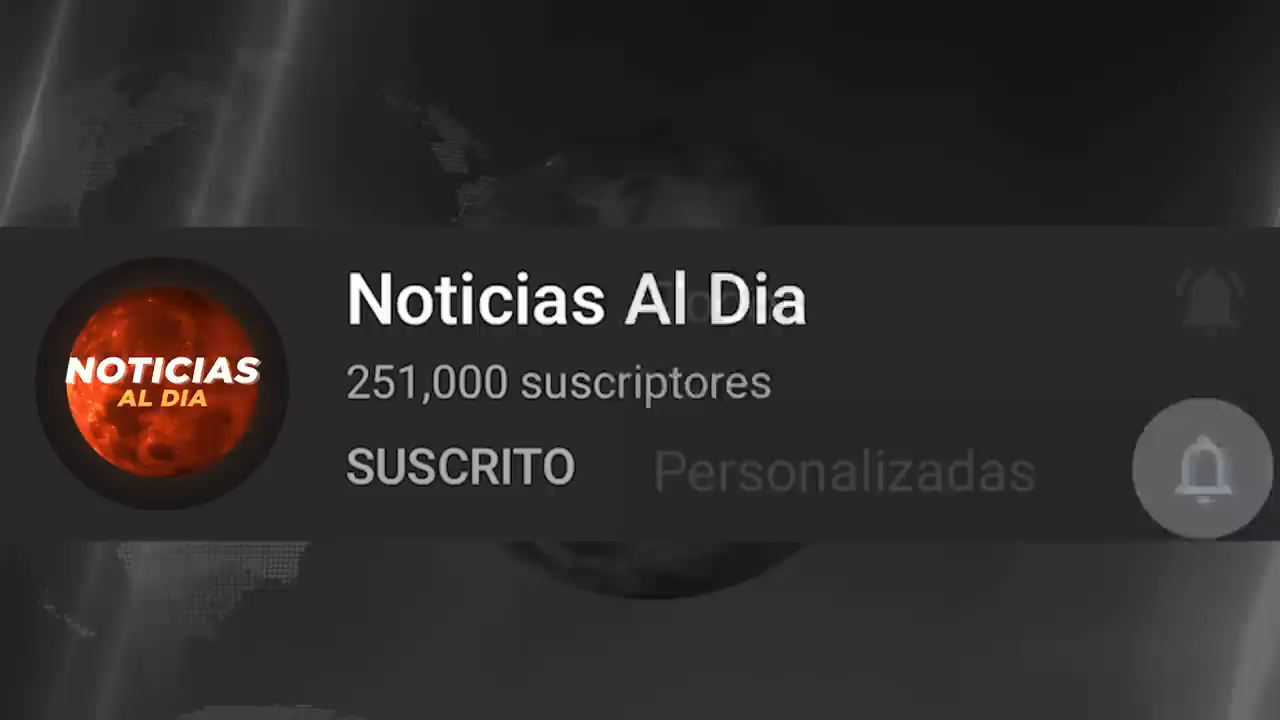 Noticias Al Dia
251,000 suscriptores
SUSCRITO
Personalizadas
NOTICIAS
AL DIA